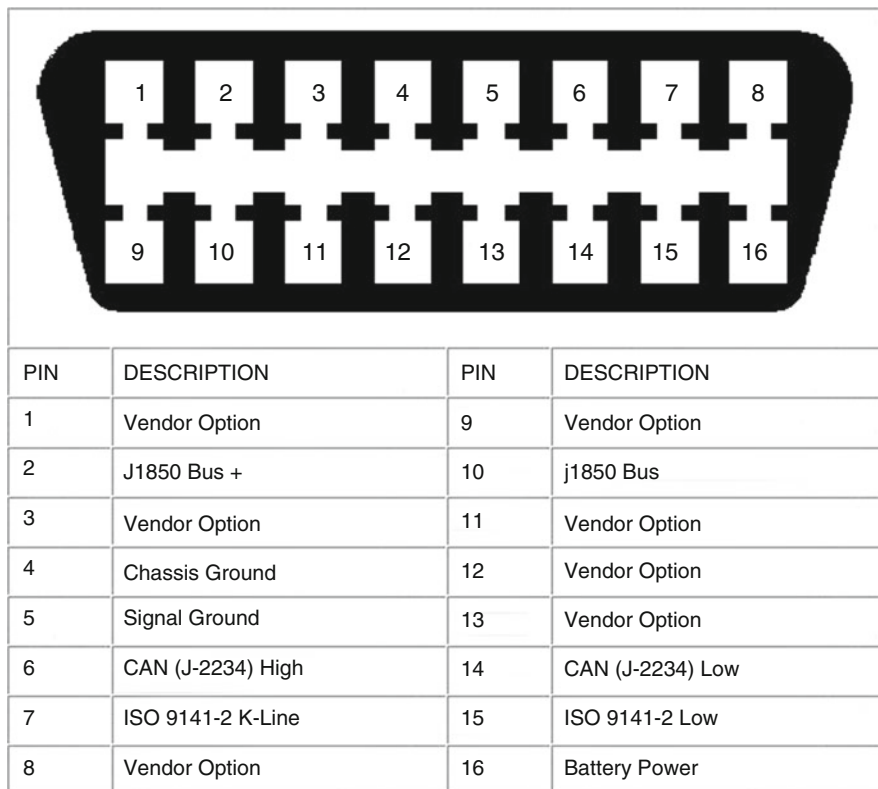 1 2 3 4 5 6 7 8
9 10 11 12 13 14 15 16
PIN DESCRIPTION PIN DESCRIPTION
1 Vendor Option 9 Vendor Option
2 J1850 Bus + 10 j1850 Bus
3 Vendor Option 11 Vendor Option
4 Chassis Ground 12 Vendor Option
5 Signal Ground 13 Vendor Option
6 CAN (J-2234) High 14 CAN (J-2234) Low
7 ISO 9141-2 K-Line 15 ISO 9141-2 Low
8 Vendor Option 16 Battery Power